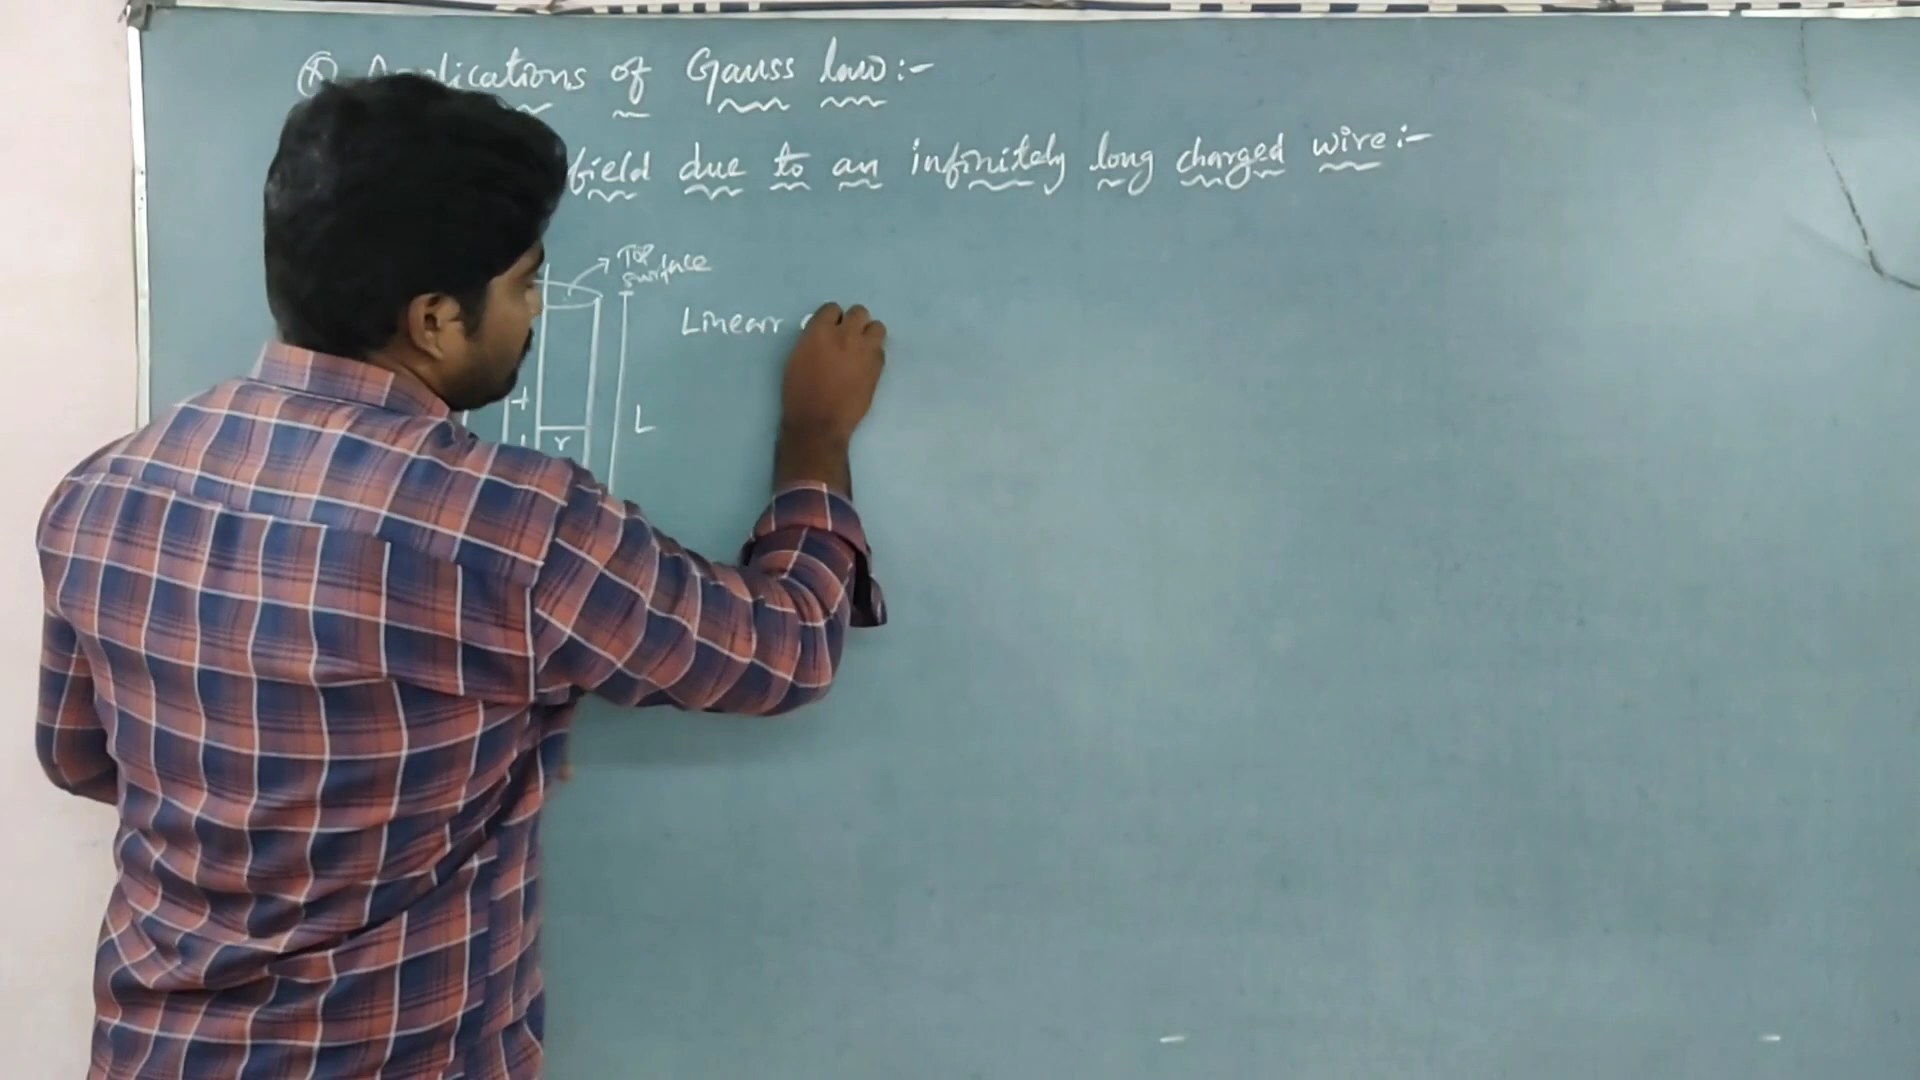 Applications of Gauss law:-
field due to an infinitely long charged wire:-
Top
surface
Linear
+
L
r